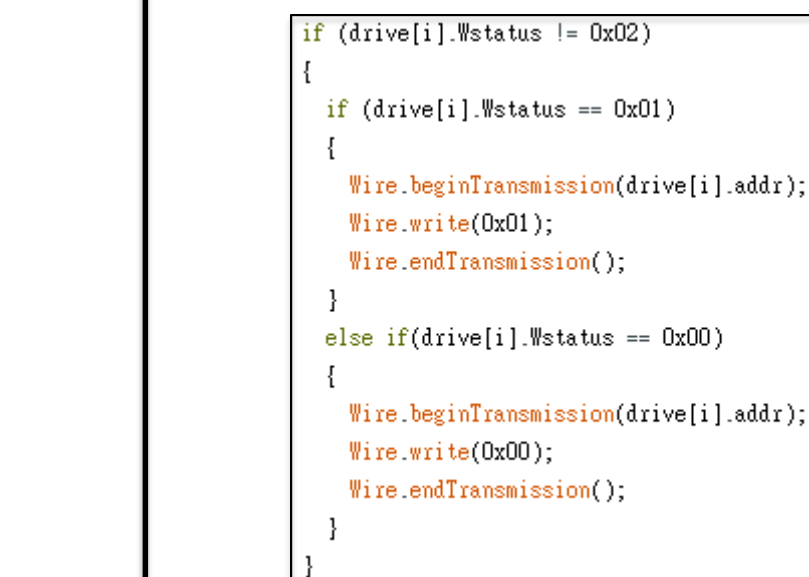 if (drive[i].Wstatus != 0x02)
{
if (drive[i].Wstatus == 0x01)
{
Wire.beginTransmission(drive[i].addr);
Wire.write(0x01);
Wire.endTransmission();
}
else if(drive[i].Wstatus == 0x00)
{
Wire.beginTransmission(drive[i].addr);
Wire.write(0x00);
Wire.endTransmission();
}
}